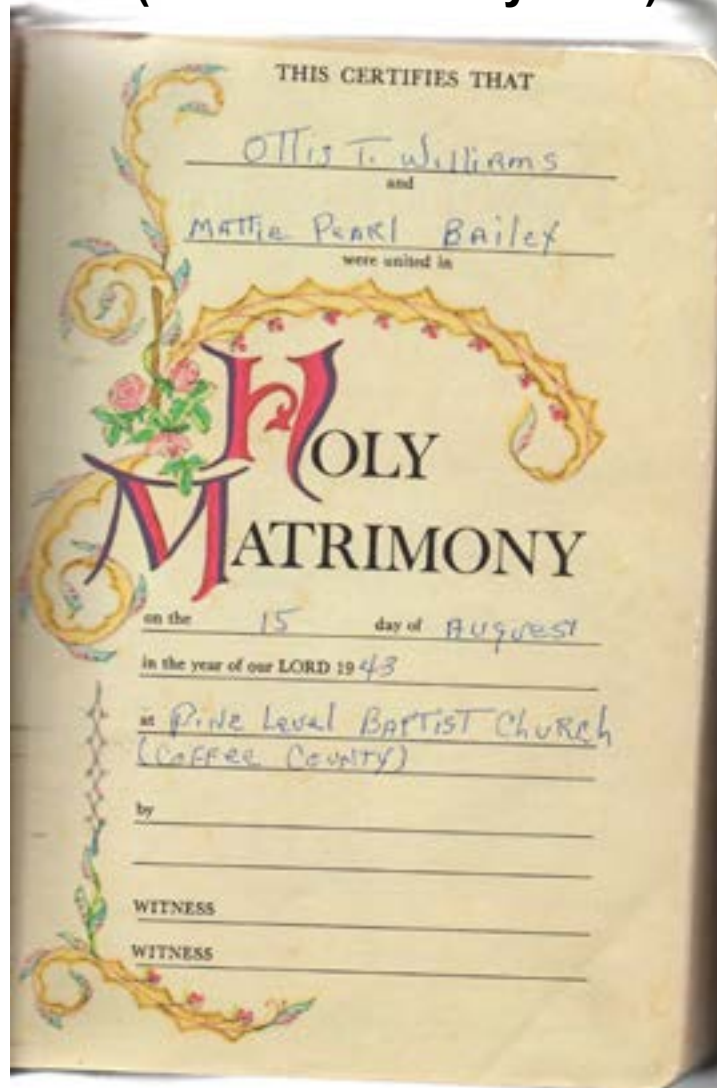 THIS CERTIFIES THAT
Ottis T. Williams
and
Mattie Pearl Bailey
were united in
HOLY
MATRIMONY
on the 15 day of Auguest
in the year of our LORD 1943
at Pine Level Baptist Church
(Coffee County)
by
WITNESS
WITNESS